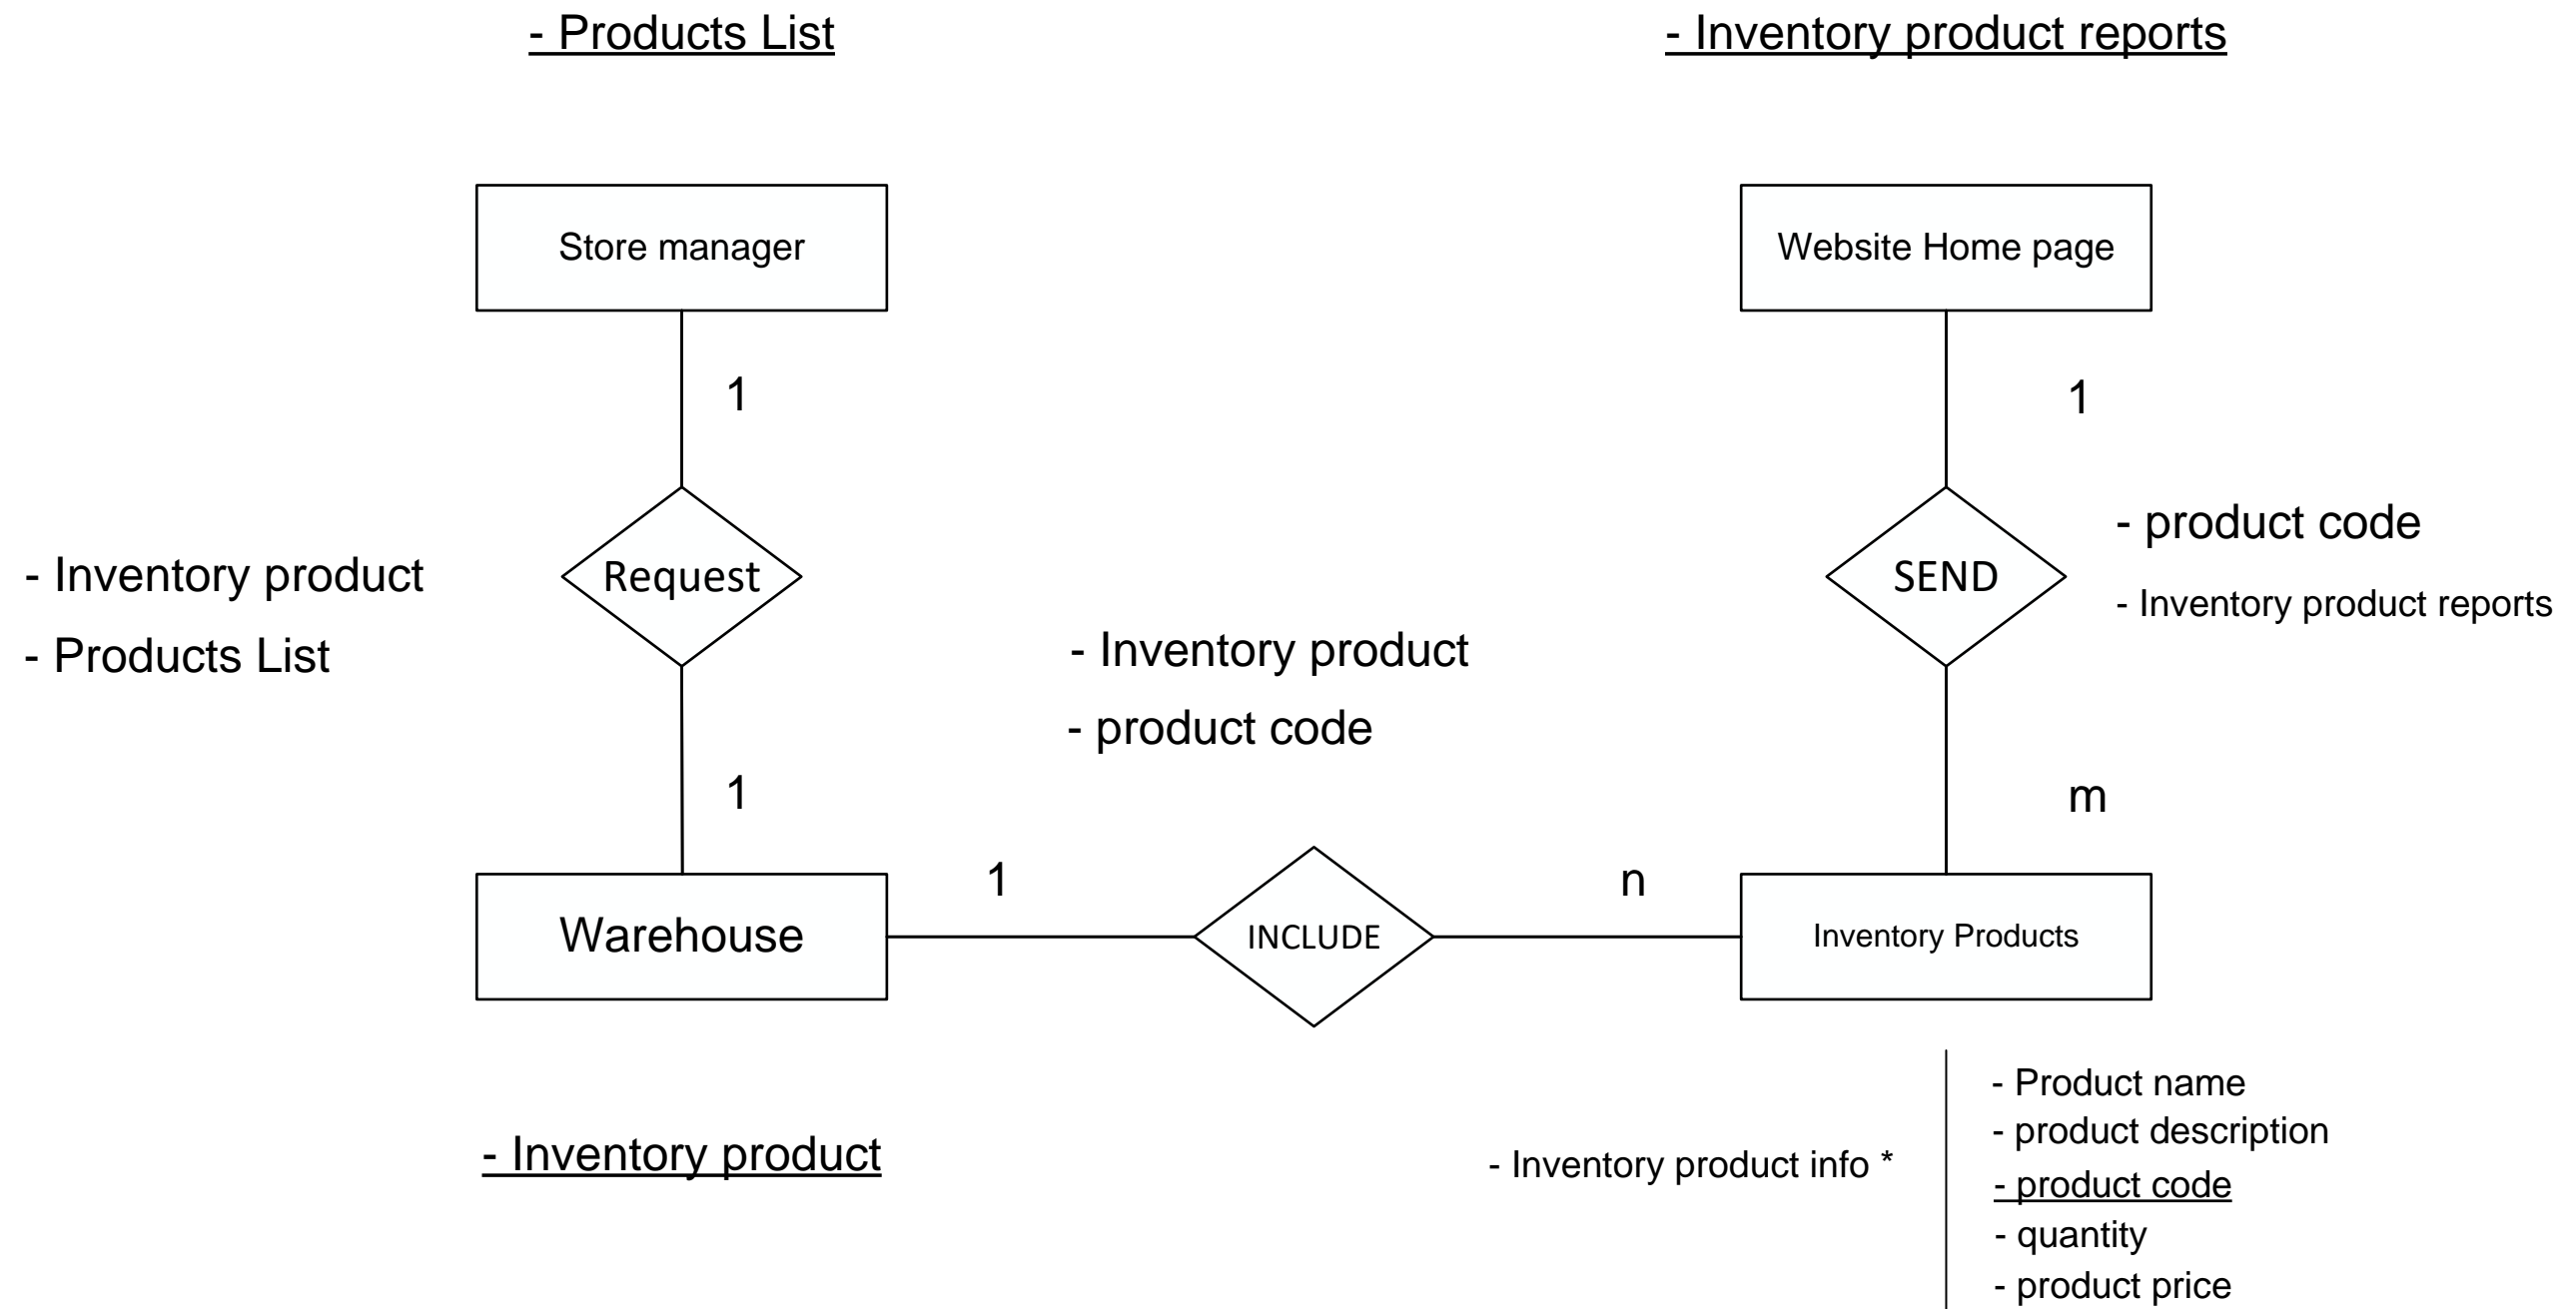 - Products List
- Inventory product reports
Store manager
Website Home page
1
1
Request
SEND
- product code
- Inventory product reports
- Inventory product
- Products List
- Inventory product
- product code
1
m
1
n
Warehouse
INCLUDE
Inventory Products
- Inventory product
- Inventory product info *
- Product name
- product description
- product code
- quantity
- product price